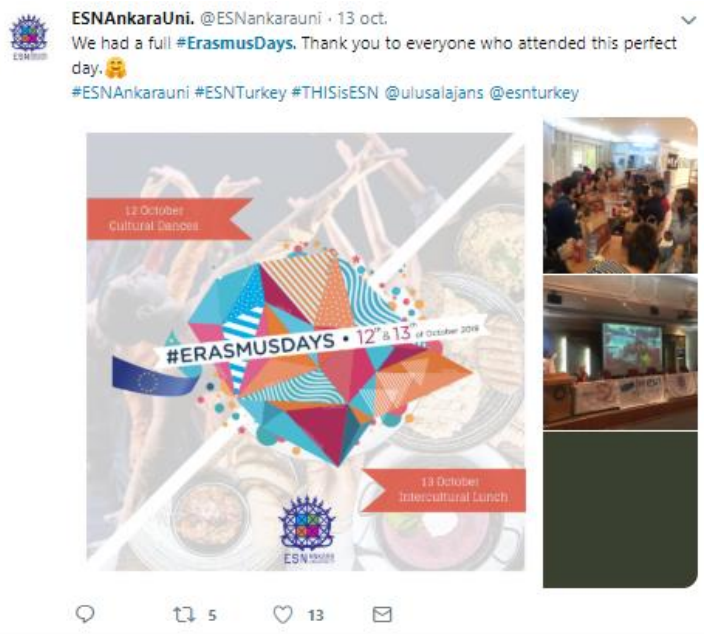 ESNAnkaraUni. @ESNankarauni · 13 oct.
We had a full #ErasmusDays. Thank you to everyone who attended this perfect
day.🤗
#ESNAnkarauni #ESNTurkey #THISisESN @ulusalajans @esnturkey
12 October
Cultural Dances
#ERASMUSDAYS • 12th & 13th of October 2018
13 October
Intercultural Lunch
ESN
5
13